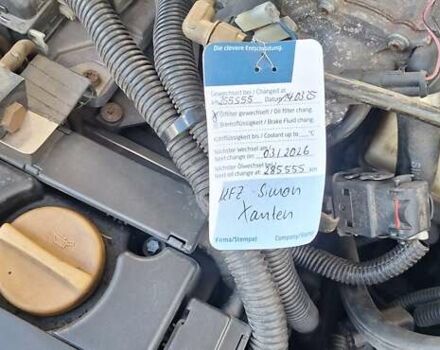 Die clevere Entscheidung.
Gewechselt bei / Changed at
km 255555 Datum 14.03.25
Ölfilter gewechselt / Oil filter chang.
Bremsflüssigkeit / Brake Fluid chang.
Kühlflüssigkeit bis / Coolant up to °C
Nächster Wechsel am
Next change on 03/2026
Nächster Ölwechsel bei
Next oil change at 285555 km
KFZ - Simon
Xanten
Firma/Stempel Company/Stamp